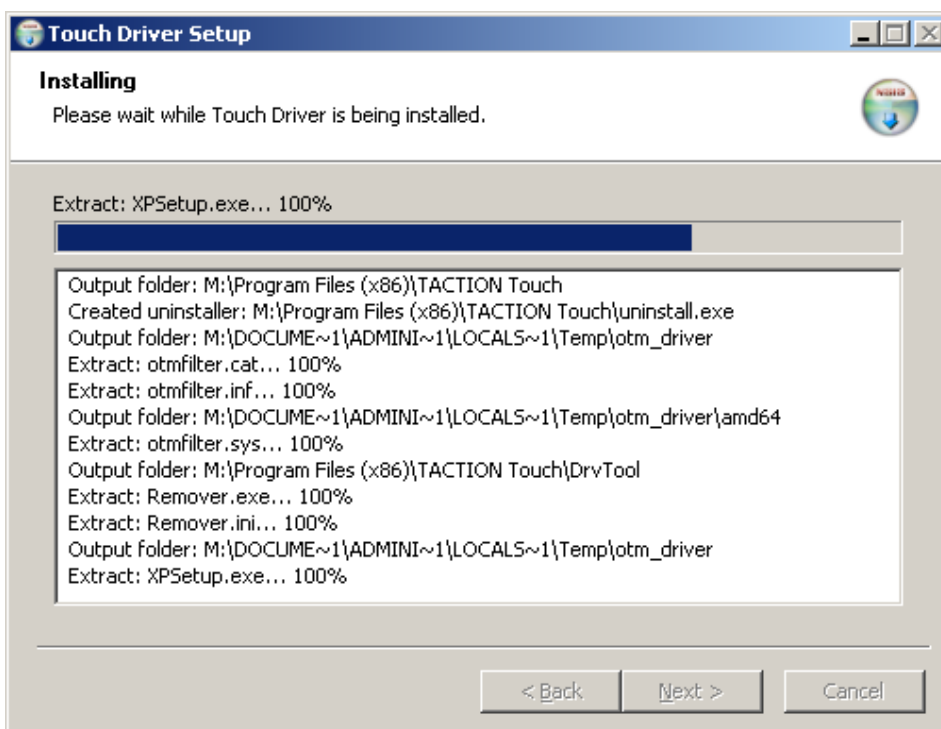 Touch Driver Setup
Installing
Please wait while Touch Driver is being installed.
Extract: XPSetup.exe... 100%
Output folder: M:\Program Files (x86)\TACTION Touch
Created uninstaller: M:\Program Files (x86)\TACTION Touch\uninstall.exe
Output folder: M:\DOCUME~1\ADMINI~1\LOCALS~1\Temp\otm_driver
Extract: otmfilter.cat... 100%
Extract: otmfilter.inf... 100%
Output folder: M:\DOCUME~1\ADMINI~1\LOCALS~1\Temp\otm_driver\amd64
Extract: otmfilter.sys... 100%
Output folder: M:\Program Files (x86)\TACTION Touch\DrvTool
Extract: Remover.exe... 100%
Extract: Remover.ini... 100%
Output folder: M:\DOCUME~1\ADMINI~1\LOCALS~1\Temp\otm_driver
Extract: XPSetup.exe... 100%
< Back Next > Cancel